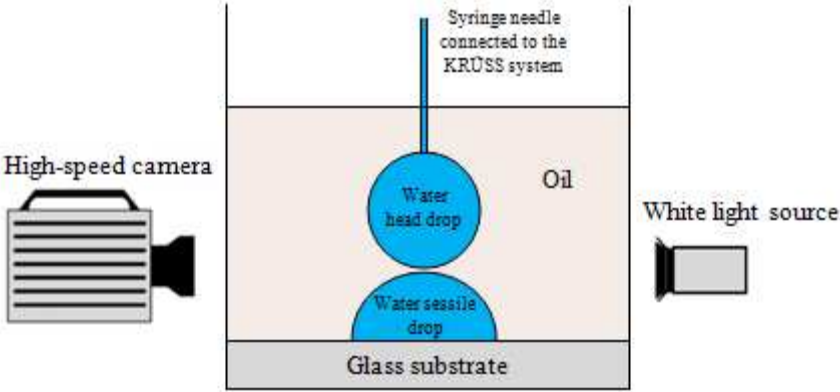 Syringe needle
connected to the
KRÜSS system
High-speed camera
Oil
Water
head drop
White light source
Water sessile
drop
Glass substrate